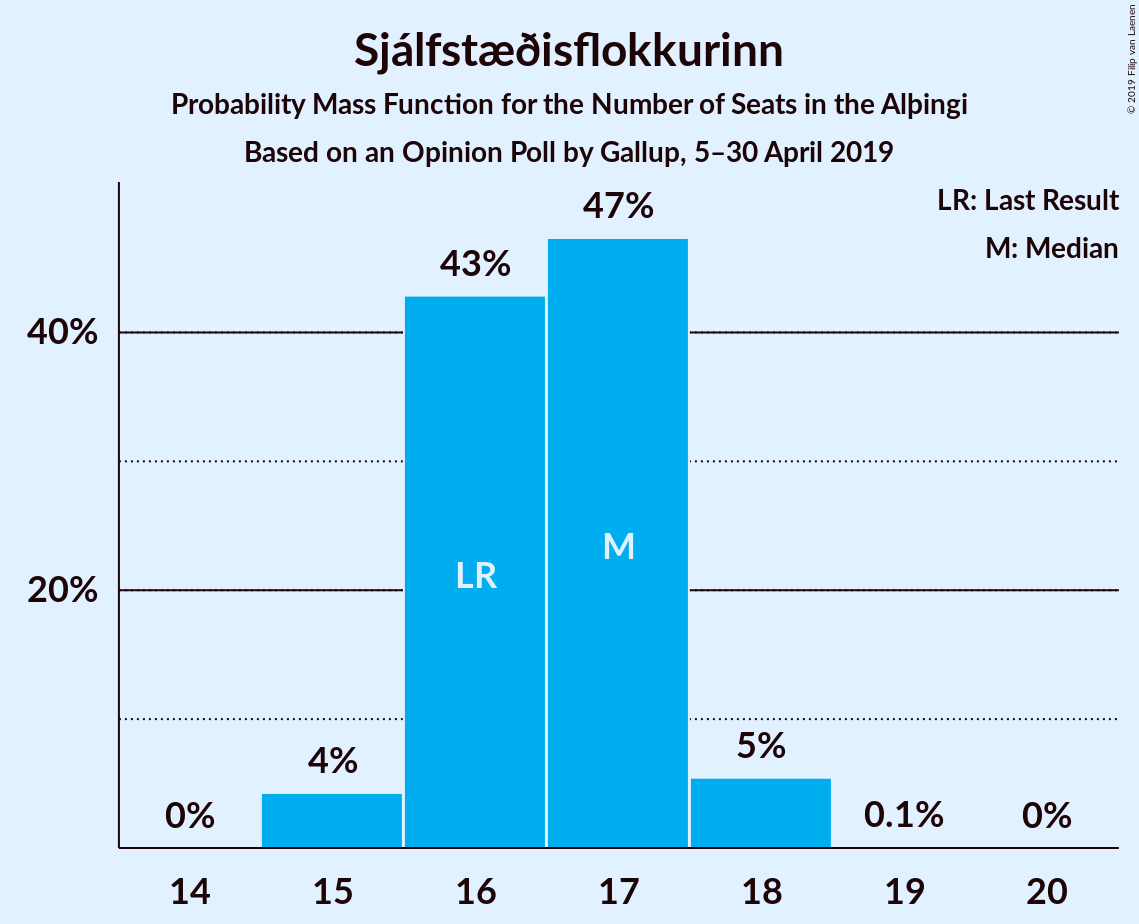 Sjálfstæðisflokkurinn
Probability Mass Function for the Number of Seats in the Alþingi
Based on an Opinion Poll by Gallup, 5–30 April 2019
© 2019 Filip van Laenen
LR: Last Result
M: Median
40%
20%
0%
4%
43%
47%
5%
0.1%
0%
LR
M
14
15
16
17
18
19
20